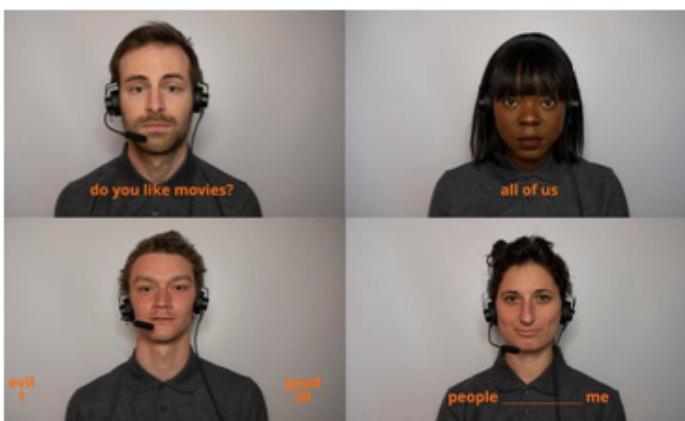 do you like movies?
all of us
evil good
1 20
people __________ me